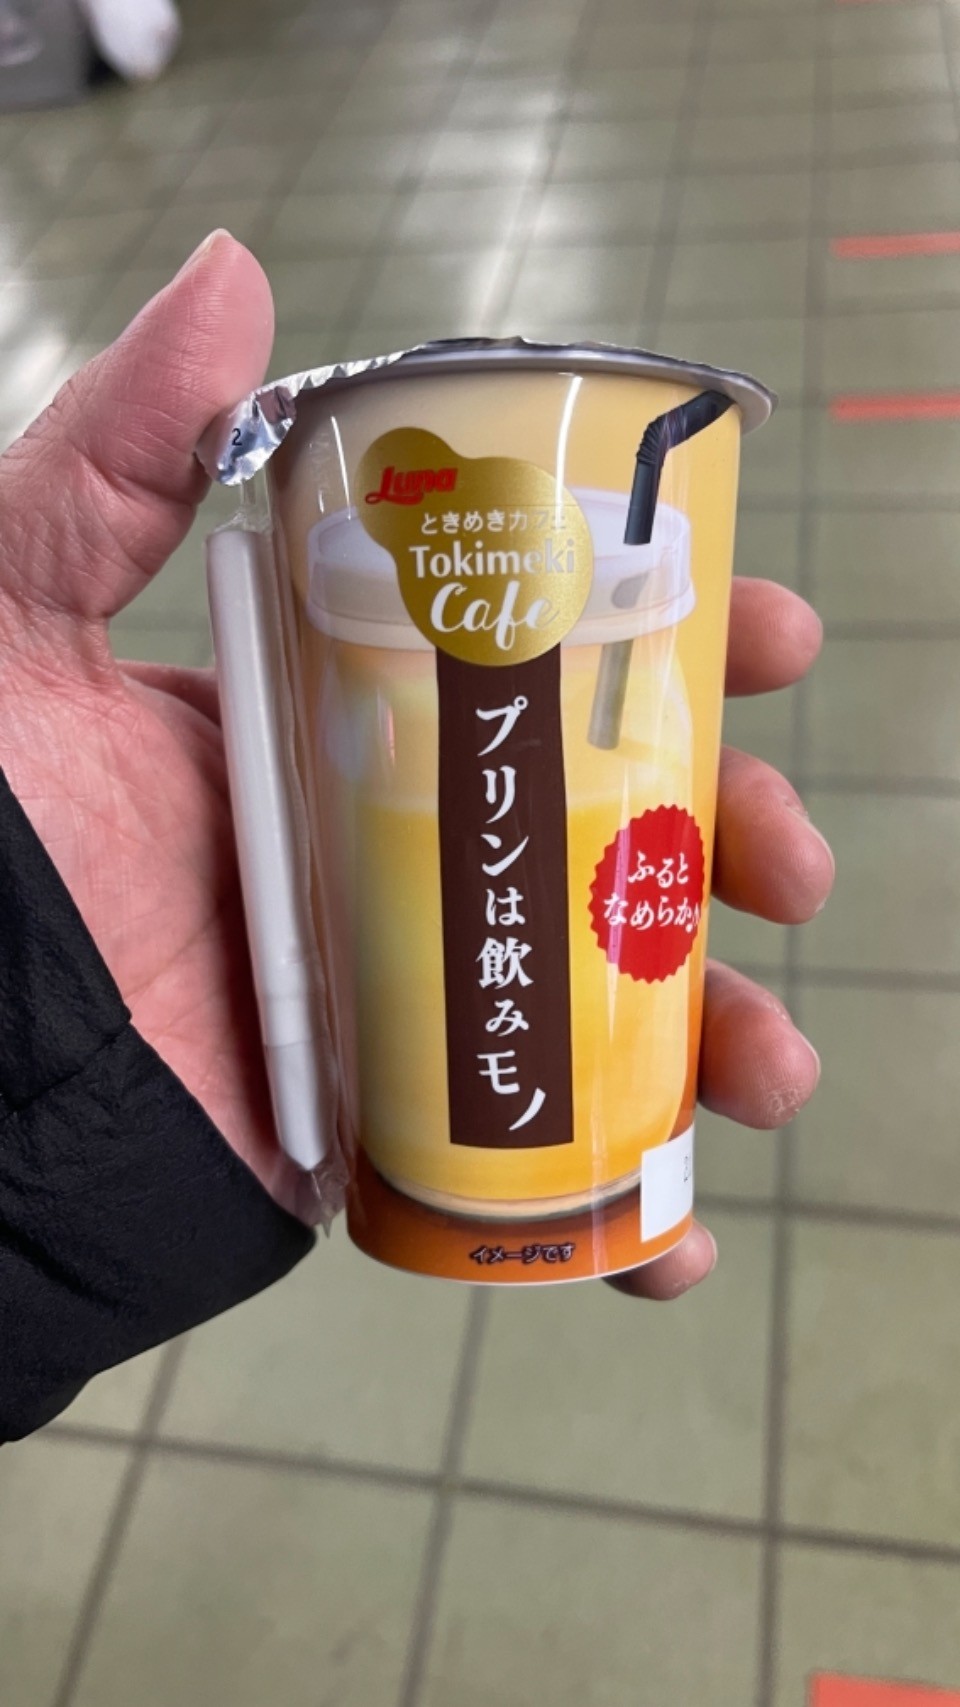 Luna
ときめきカフェ
Tokimeki
Cafe
プリンは飲みモノ
ふると
なめらか♪
イメージです
2